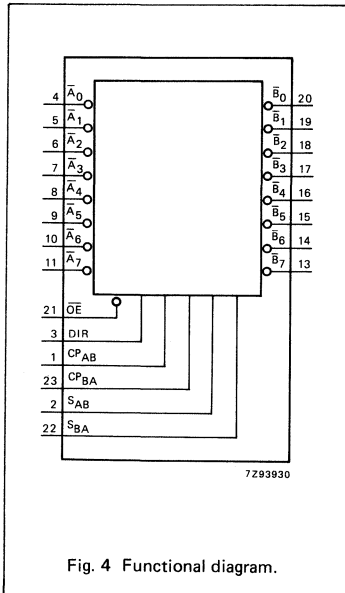 4 A̅0 B̅0 20
5 A̅1 B̅1 19
6 A̅2 B̅2 18
7 A̅3 B̅3 17
8 A̅4 B̅4 16
9 A̅5 B̅5 15
10 A̅6 B̅6 14
11 A̅7 B̅7 13
21 O̅E̅
3 DIR
1 CPAB
23 CPBA
2 SAB
22 SBA
7Z93930
Fig. 4 Functional diagram.